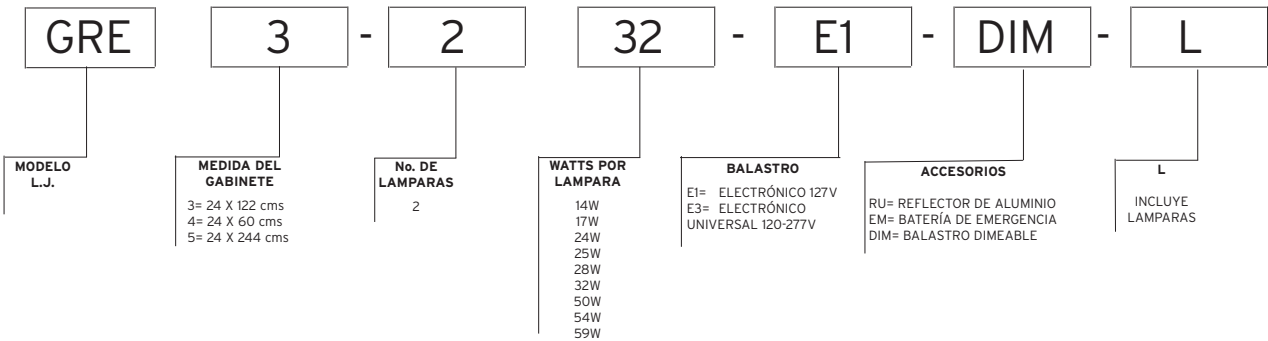 GRE 3 - 2 32 - E1 - DIM - L
MODELO
L.J.
MEDIDA DEL
GABINETE
3= 24 X 122 cms
4= 24 X 60 cms
5= 24 X 244 cms
No. DE
LAMPARAS
2
WATTS POR
LAMPARA
14W
17W
24W
25W
28W
32W
50W
54W
59W
BALASTRO
E1= ELECTRÓNICO 127V
E3= ELECTRÓNICO
UNIVERSAL 120-277V
ACCESORIOS
RU= REFLECTOR DE ALUMINIO
EM= BATERÍA DE EMERGENCIA
DIM= BALASTRO DIMEABLE
L
INCLUYE
LAMPARAS